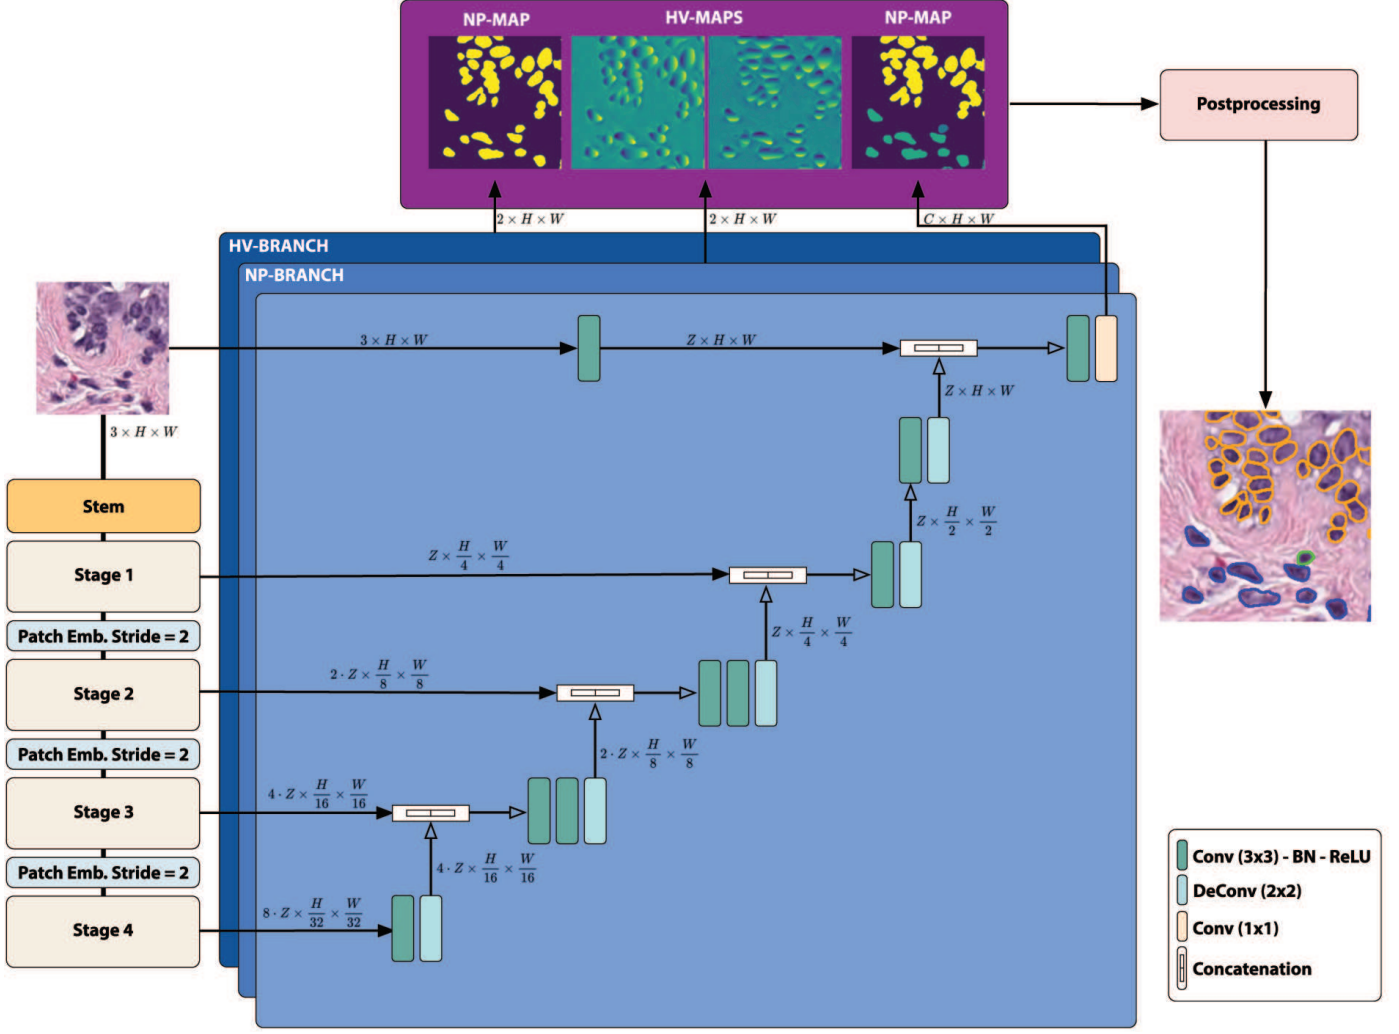 NP-MAP
HV-MAPS
NP-MAP
Postprocessing
2 × H × W
2 × H × W
C × H × W
HV-BRANCH
NP-BRANCH
3 × H × W
Z × H × W
Z × H × W
3 × H × W
Stem
Z × H/2 × W/2
Z × H/4 × W/4
Stage 1
Patch Emb. Stride = 2
Z × H/4 × W/4
2 · Z × H/8 × W/8
Stage 2
Patch Emb. Stride = 2
2 · Z × H/8 × W/8
4 · Z × H/16 × W/16
Stage 3
Patch Emb. Stride = 2
4 · Z × H/16 × W/16
8 · Z × H/32 × W/32
Stage 4
Conv (3x3) - BN - ReLU
DeConv (2x2)
Conv (1x1)
Concatenation